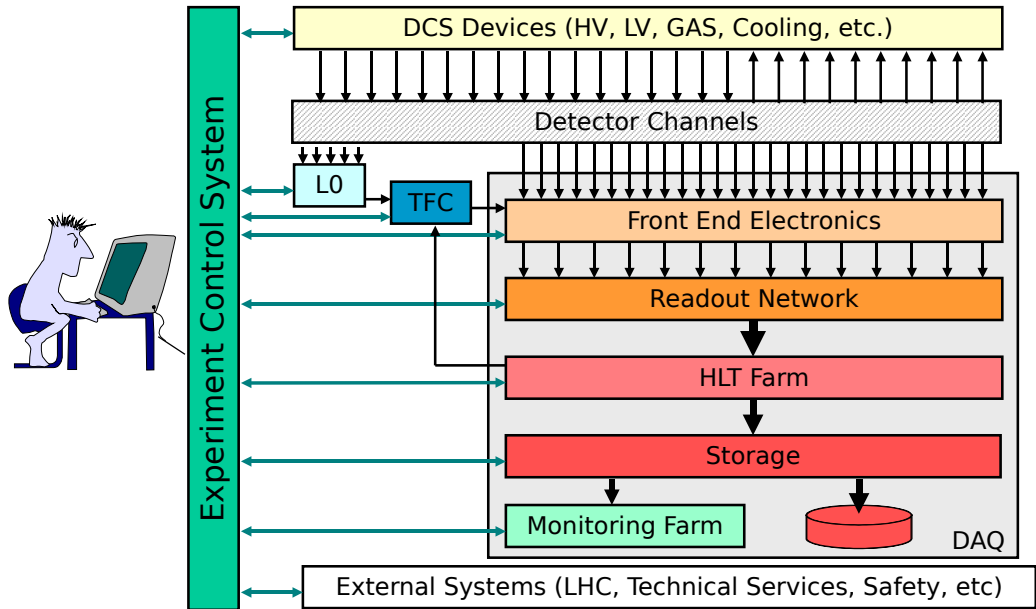 Experiment Control System
DCS Devices (HV, LV, GAS, Cooling, etc.)
Detector Channels
L0
TFC
Front End Electronics
Readout Network
HLT Farm
Storage
Monitoring Farm
DAQ
External Systems (LHC, Technical Services, Safety, etc)